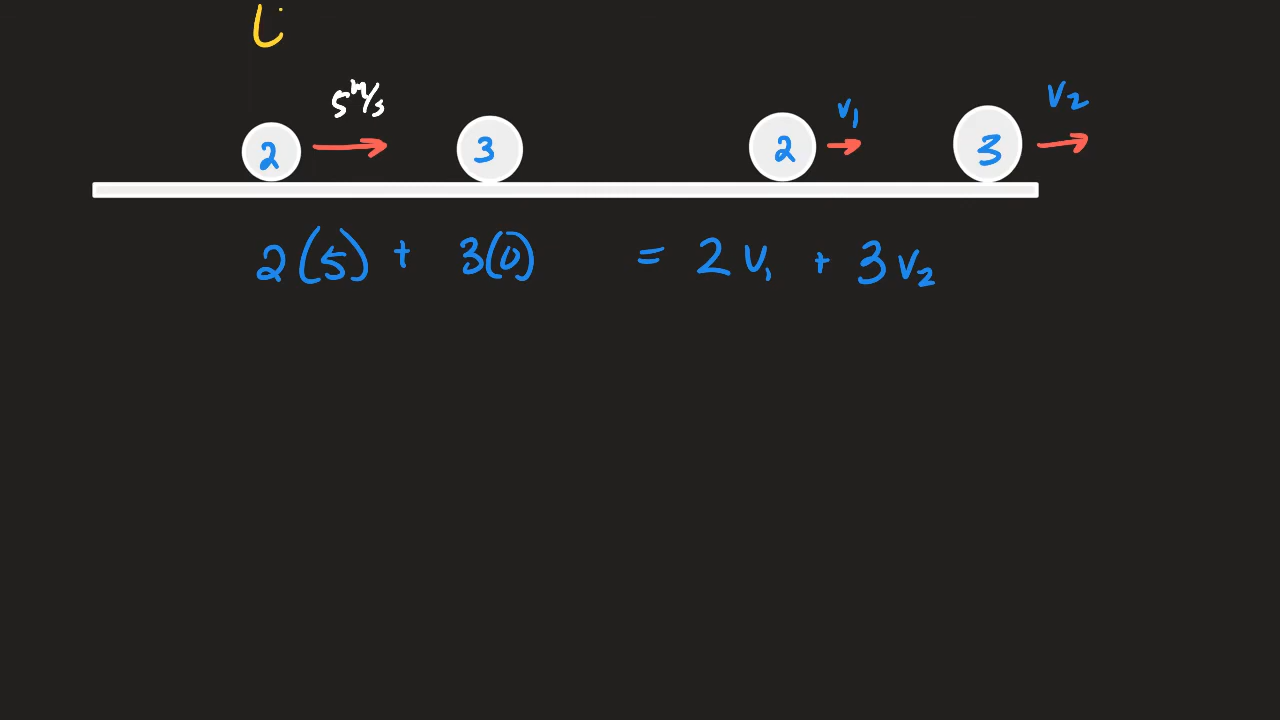 5 m/s
v₁
v₂
2 3 2 3
2(5) + 3(0) = 2v₁ + 3v₂